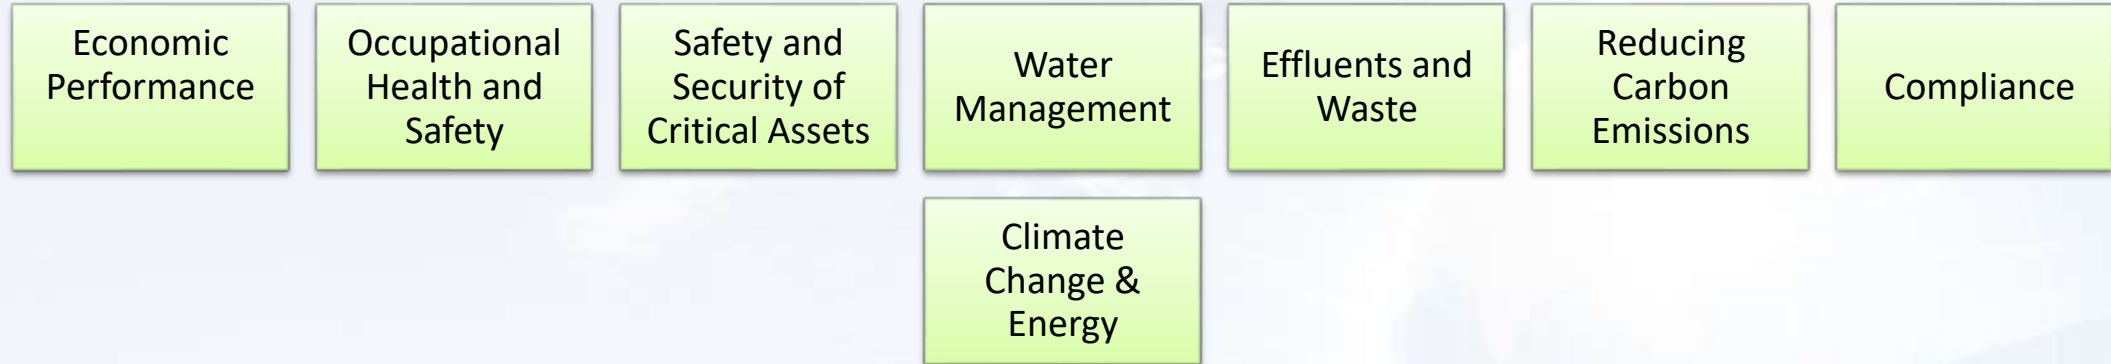 Economic
Performance
Occupational
Health and
Safety
Safety and
Security of
Critical Assets
Water
Management
Effluents and
Waste
Reducing
Carbon
Emissions
Compliance
Climate
Change &
Energy